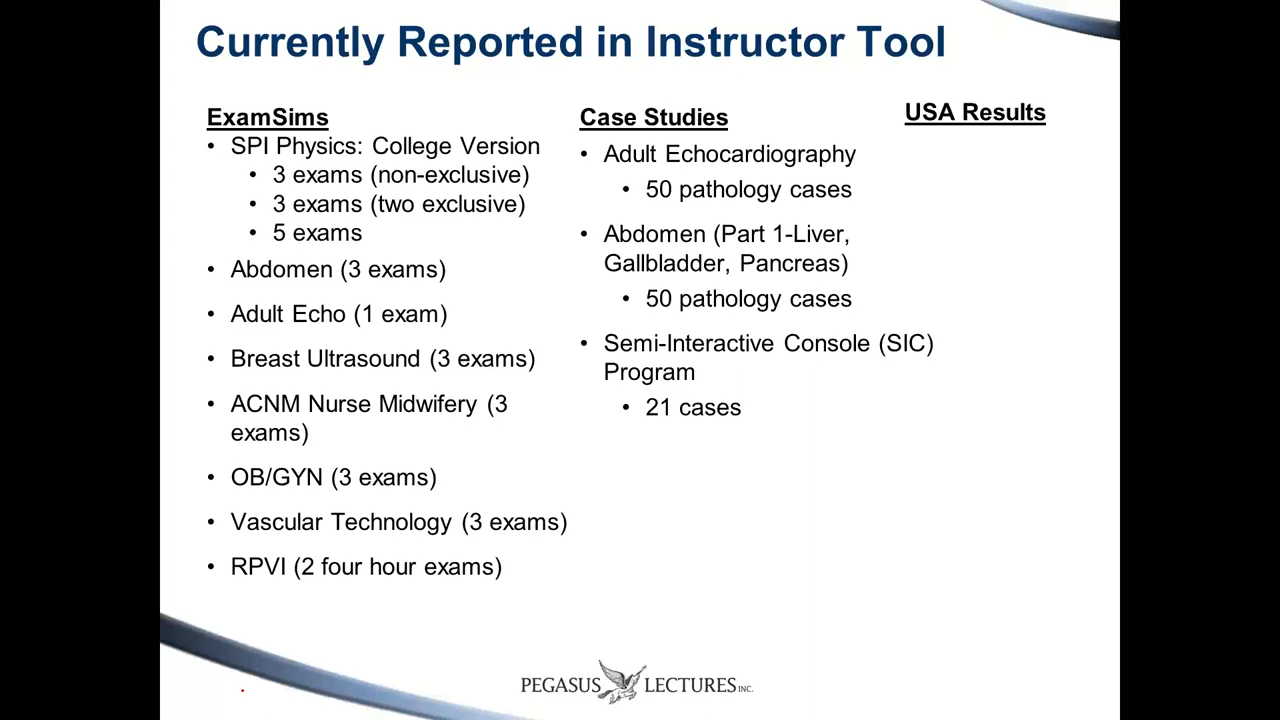 Currently Reported in Instructor Tool
ExamSims
• SPI Physics: College Version
• 3 exams (non-exclusive)
• 3 exams (two exclusive)
• 5 exams
• Abdomen (3 exams)
• Adult Echo (1 exam)
• Breast Ultrasound (3 exams)
• ACNM Nurse Midwifery (3
exams)
• OB/GYN (3 exams)
• Vascular Technology (3 exams)
• RPVI (2 four hour exams)
Case Studies
• Adult Echocardiography
• 50 pathology cases
• Abdomen (Part 1-Liver,
Gallbladder, Pancreas)
• 50 pathology cases
• Semi-Interactive Console (SIC)
Program
• 21 cases
USA Results
PEGASUS LECTURES INC.